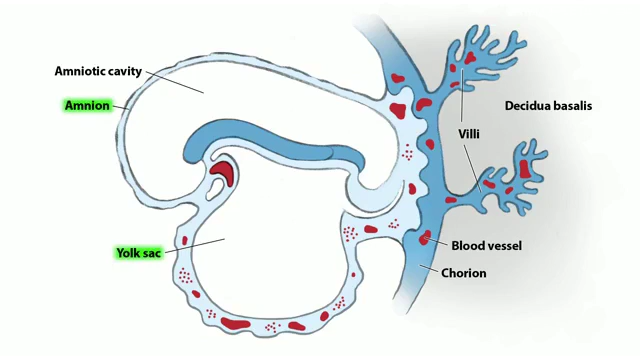 Amniotic cavity
Amnion
Decidua basalis
Villi
Yolk sac
Blood vessel
Chorion